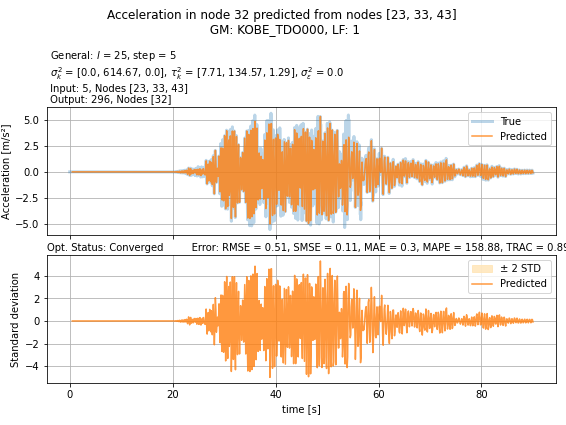 Acceleration in node 32 predicted from nodes [23, 33, 43]
GM: KOBE_TDO000, LF: 1
General: l = 25, step = 5
σ²ₖ = [0.0, 614.67, 0.0], τ²ₖ = [7.71, 134.57, 1.29], σ²ε = 0.0
Input: 5, Nodes [23, 33, 43]
Output: 296, Nodes [32]
5.0
2.5
0.0
−2.5
−5.0
Acceleration [m/s²]
True
Predicted
Opt. Status: Converged Error: RMSE = 0.51, SMSE = 0.11, MAE = 0.3, MAPE = 158.88, TRAC = 0.89
4
2
0
−2
−4
Standard deviation
± 2 STD
Predicted
0 20 40 60 80
time [s]